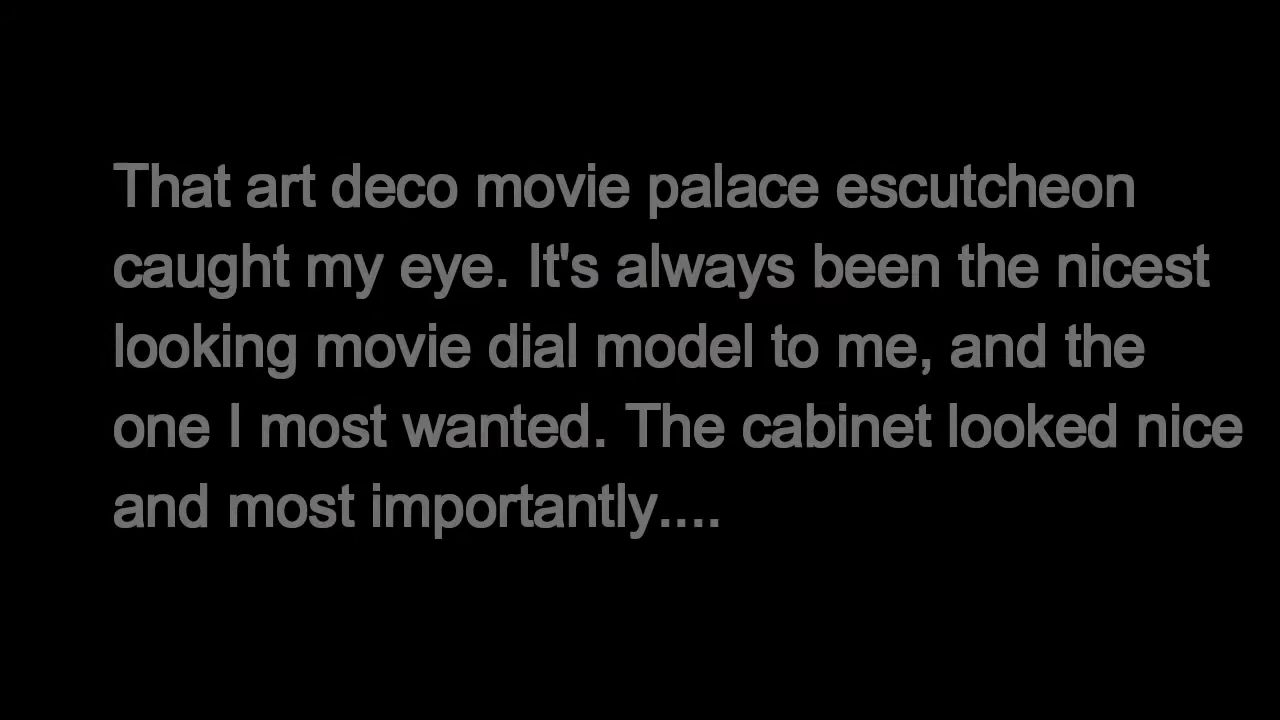 That art deco movie palace escutcheon
caught my eye. It's always been the nicest
looking movie dial model to me, and the
one I most wanted. The cabinet looked nice
and most importantly....